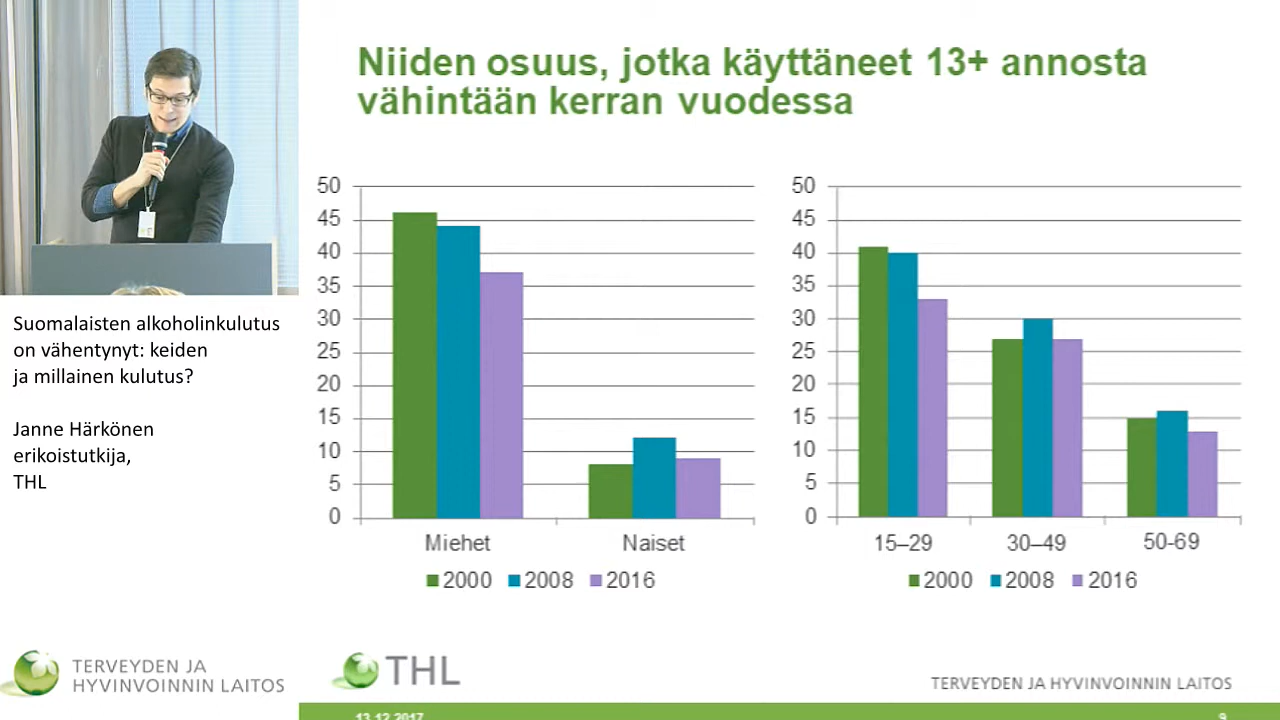 Niiden osuus, jotka käyttäneet 13+ annosta
vähintään kerran vuodessa
50
45
40
35
30
25
20
15
10
5
0
Miehet
Naiset
2000
2008
2016
50
45
40
35
30
25
20
15
10
5
0
15–29
30–49
50-69
2000
2008
2016
Suomalaisten alkoholinkulutus
on vähentynyt: keiden
ja millainen kulutus?
Janne Härkönen
erikoistutkija,
THL
TERVEYDEN JA
HYVINVOINNIN LAITOS
THL
TERVEYDEN JA HYVINVOINNIN LAITOS
13.12.2017
9